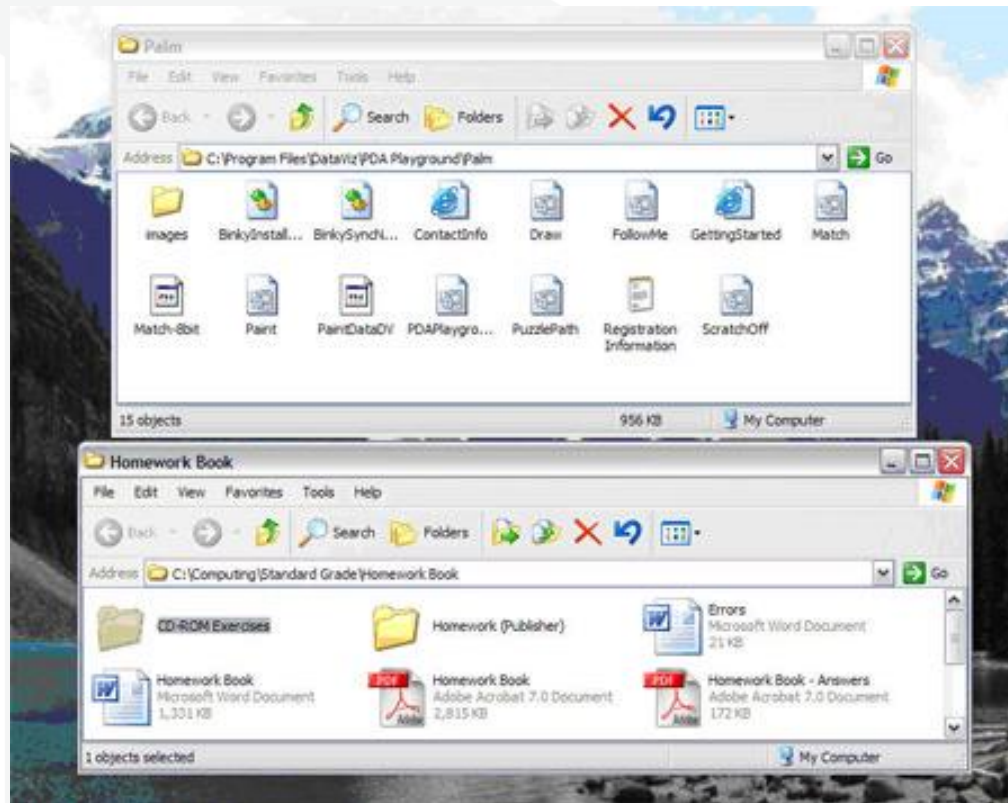 Palm
File Edit View Favorites Tools Help
Back Search Folders
Address C:\Program Files\DataViz\PDA Playground\Palm Go
images BinkyInstall... BinkySyncN... ContactInfo Draw FollowMe GettingStarted Match
Match-8bit Paint PaintDataDV PDAPlaygro... PuzzlePath Registration Information ScratchOff
15 objects 956 KB My Computer
Homework Book
File Edit View Favorites Tools Help
Back Search Folders
Address C:\Computing\Standard Grade\Homework Book Go
CD-ROM Exercises
Homework (Publisher)
Errors
Microsoft Word Document
21 KB
Homework Book
Microsoft Word Document
1,331 KB
Homework Book
Adobe Acrobat 7.0 Document
2,815 KB
Homework Book - Answers
Adobe Acrobat 7.0 Document
172 KB
1 objects selected My Computer